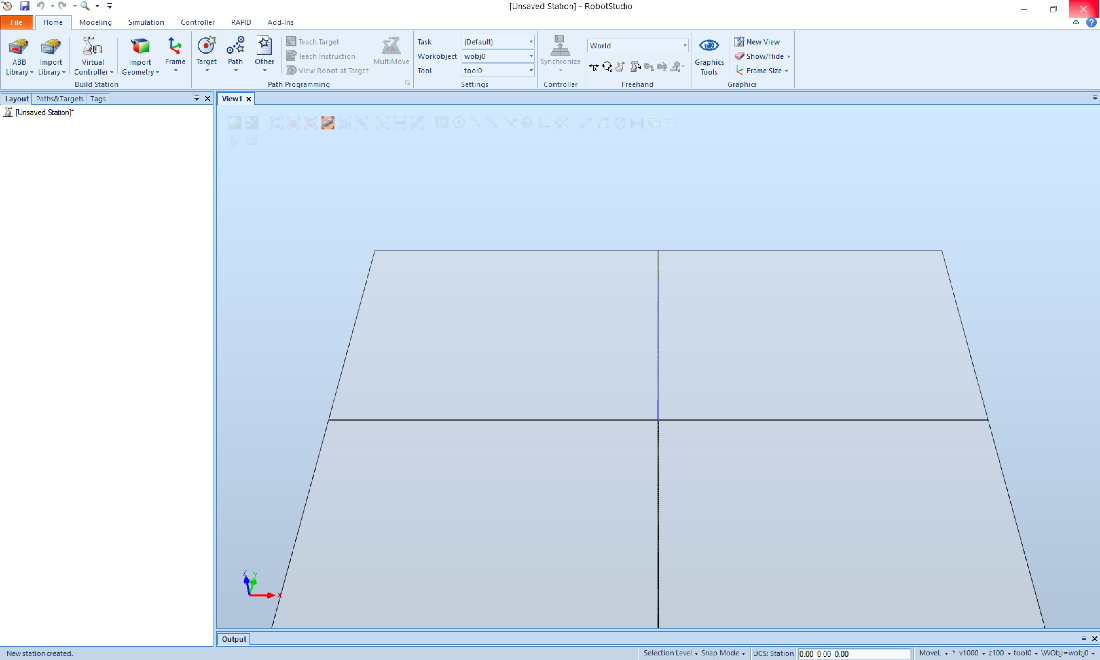 [Unsaved Station] - RobotStudio
File Home Modeling Simulation Controller RAPID Add-Ins
ABB Library
Import Library
Virtual Controller
Import Geometry
Frame
Build Station
Target
Path
Other
Teach Target
Teach Instruction
View Robot at Target
MultiMove
Path Programming
Task (Default)
Workobject wobj0
Tool tool0
Settings
Synchronize
Controller
World
Freehand
Graphics Tools
New View
Show/Hide
Frame Size
Graphics
Layout Paths&Targets Tags
[Unsaved Station]*
View1
Z Y
X
Output
New station created.
Selection Level Snap Mode UCS: Station 0.00 0.00 0.00 MoveL * v1000 z100 tool0 \WObj:=wobj0